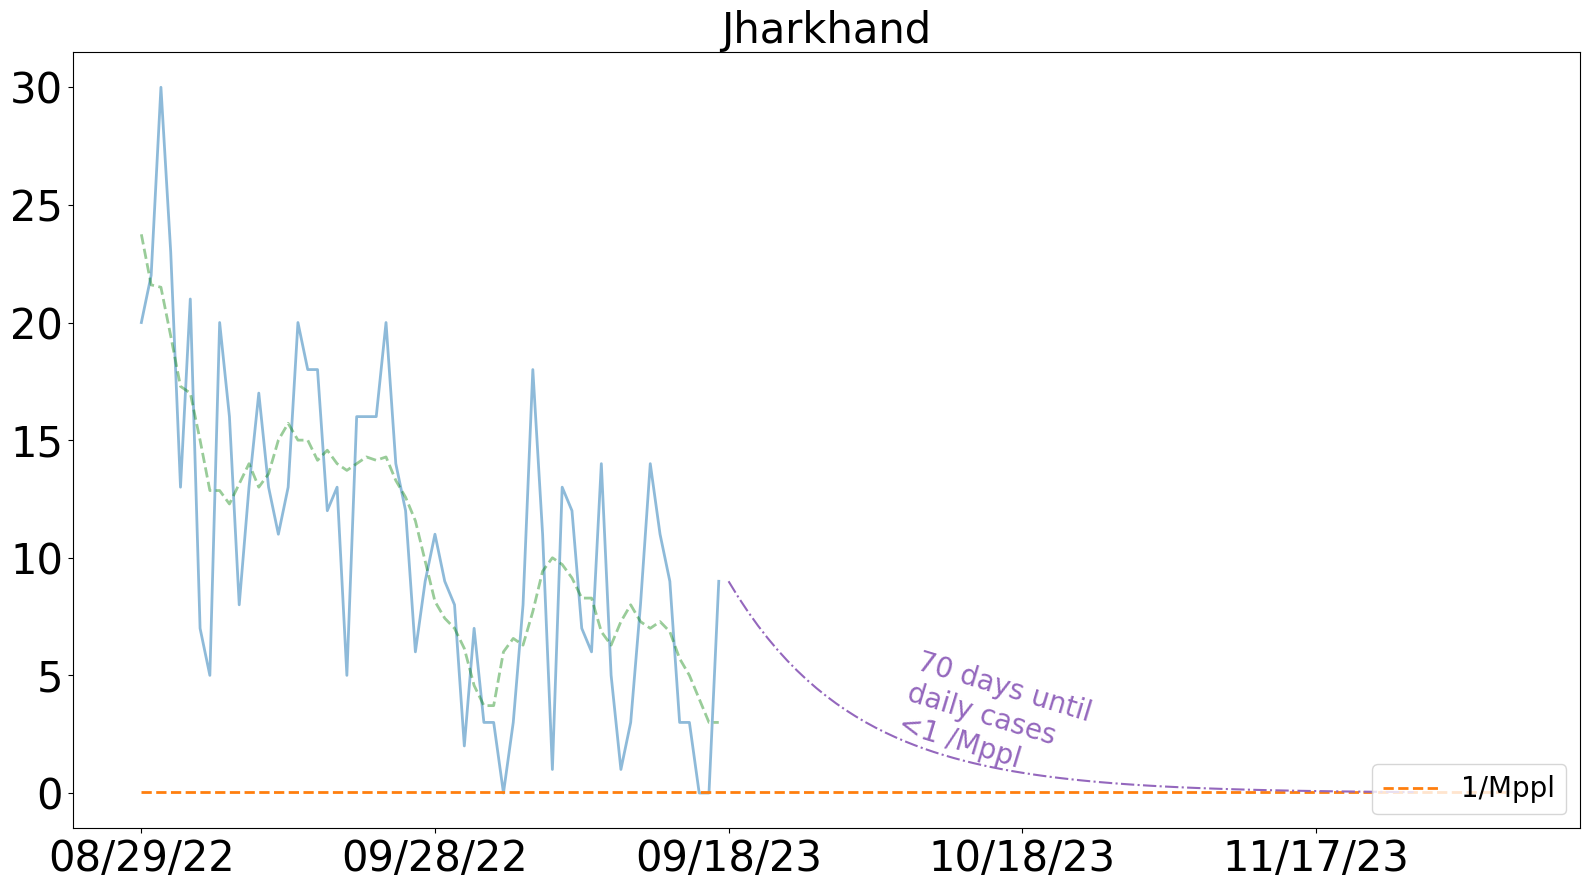 Jharkhand
30
25
20
15
10
5
0
70 days until
daily cases
<1 /Mppl
1/Mppl
08/29/22
09/28/22
09/18/23
10/18/23
11/17/23